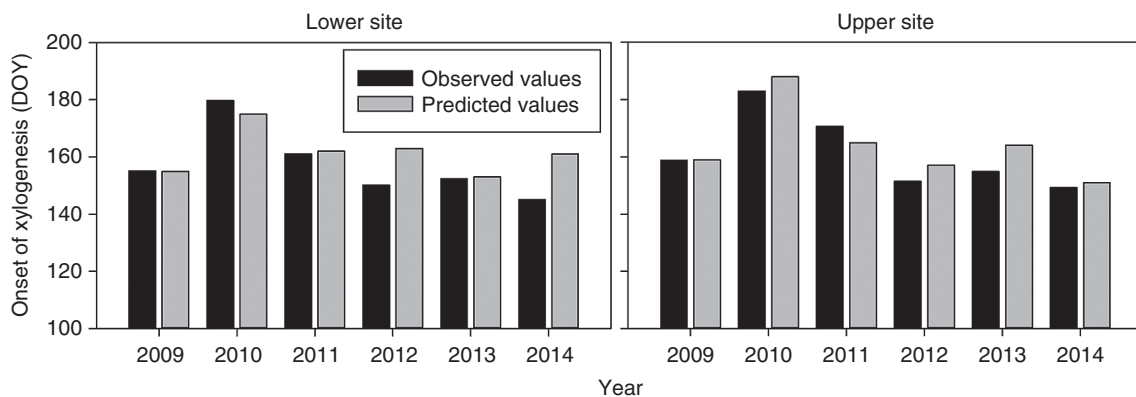 Lower site
Upper site
Onset of xylogenesis (DOY)
200
180
160
140
120
100
Observed values
Predicted values
2009 2010 2011 2012 2013 2014
2009 2010 2011 2012 2013 2014
Year